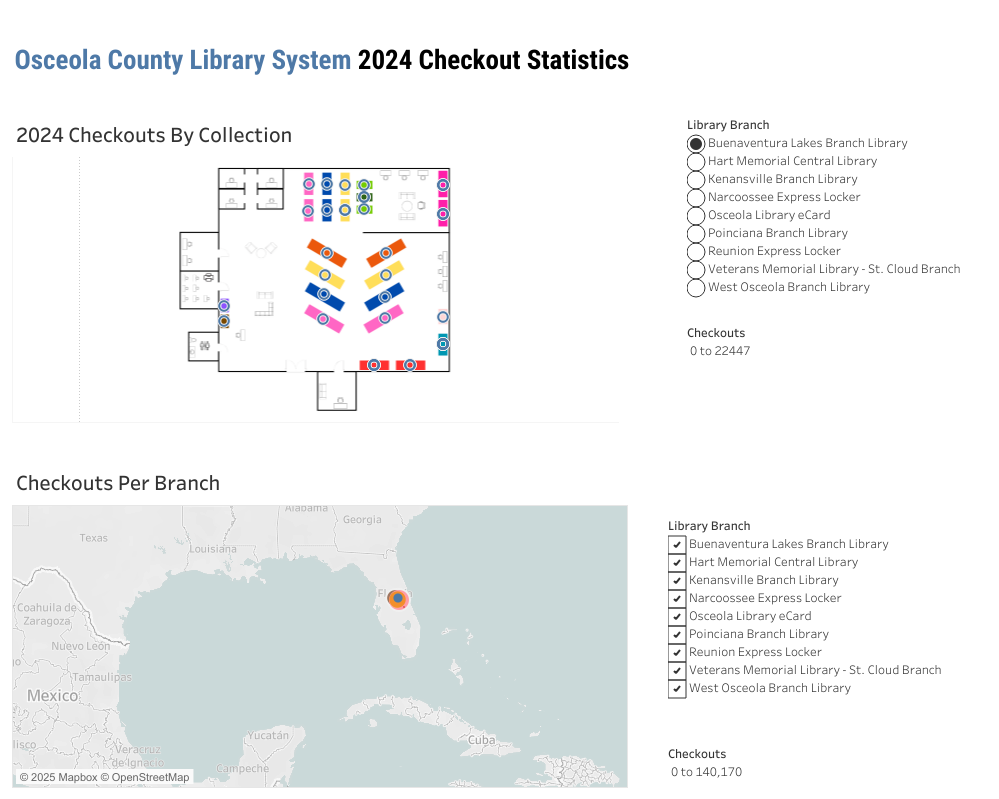 Osceola County Library System 2024 Checkout Statistics
2024 Checkouts By Collection
Library Branch
Buenaventura Lakes Branch Library
Hart Memorial Central Library
Kenansville Branch Library
Narcoossee Express Locker
Osceola Library eCard
Poinciana Branch Library
Reunion Express Locker
Veterans Memorial Library - St. Cloud Branch
West Osceola Branch Library
Checkouts
0 to 22447
Checkouts Per Branch
Alabama
Georgia
Texas
Louisiana
Coahuila de
Zaragoza
Nuevo León
Tamaulipas
Mexico
Yucatán
Cuba
Veracruz
de Ignacio
Campeche
© 2025 Mapbox © OpenStreetMap
Library Branch
Buenaventura Lakes Branch Library
Hart Memorial Central Library
Kenansville Branch Library
Narcoossee Express Locker
Osceola Library eCard
Poinciana Branch Library
Reunion Express Locker
Veterans Memorial Library - St. Cloud Branch
West Osceola Branch Library
Checkouts
0 to 140,170